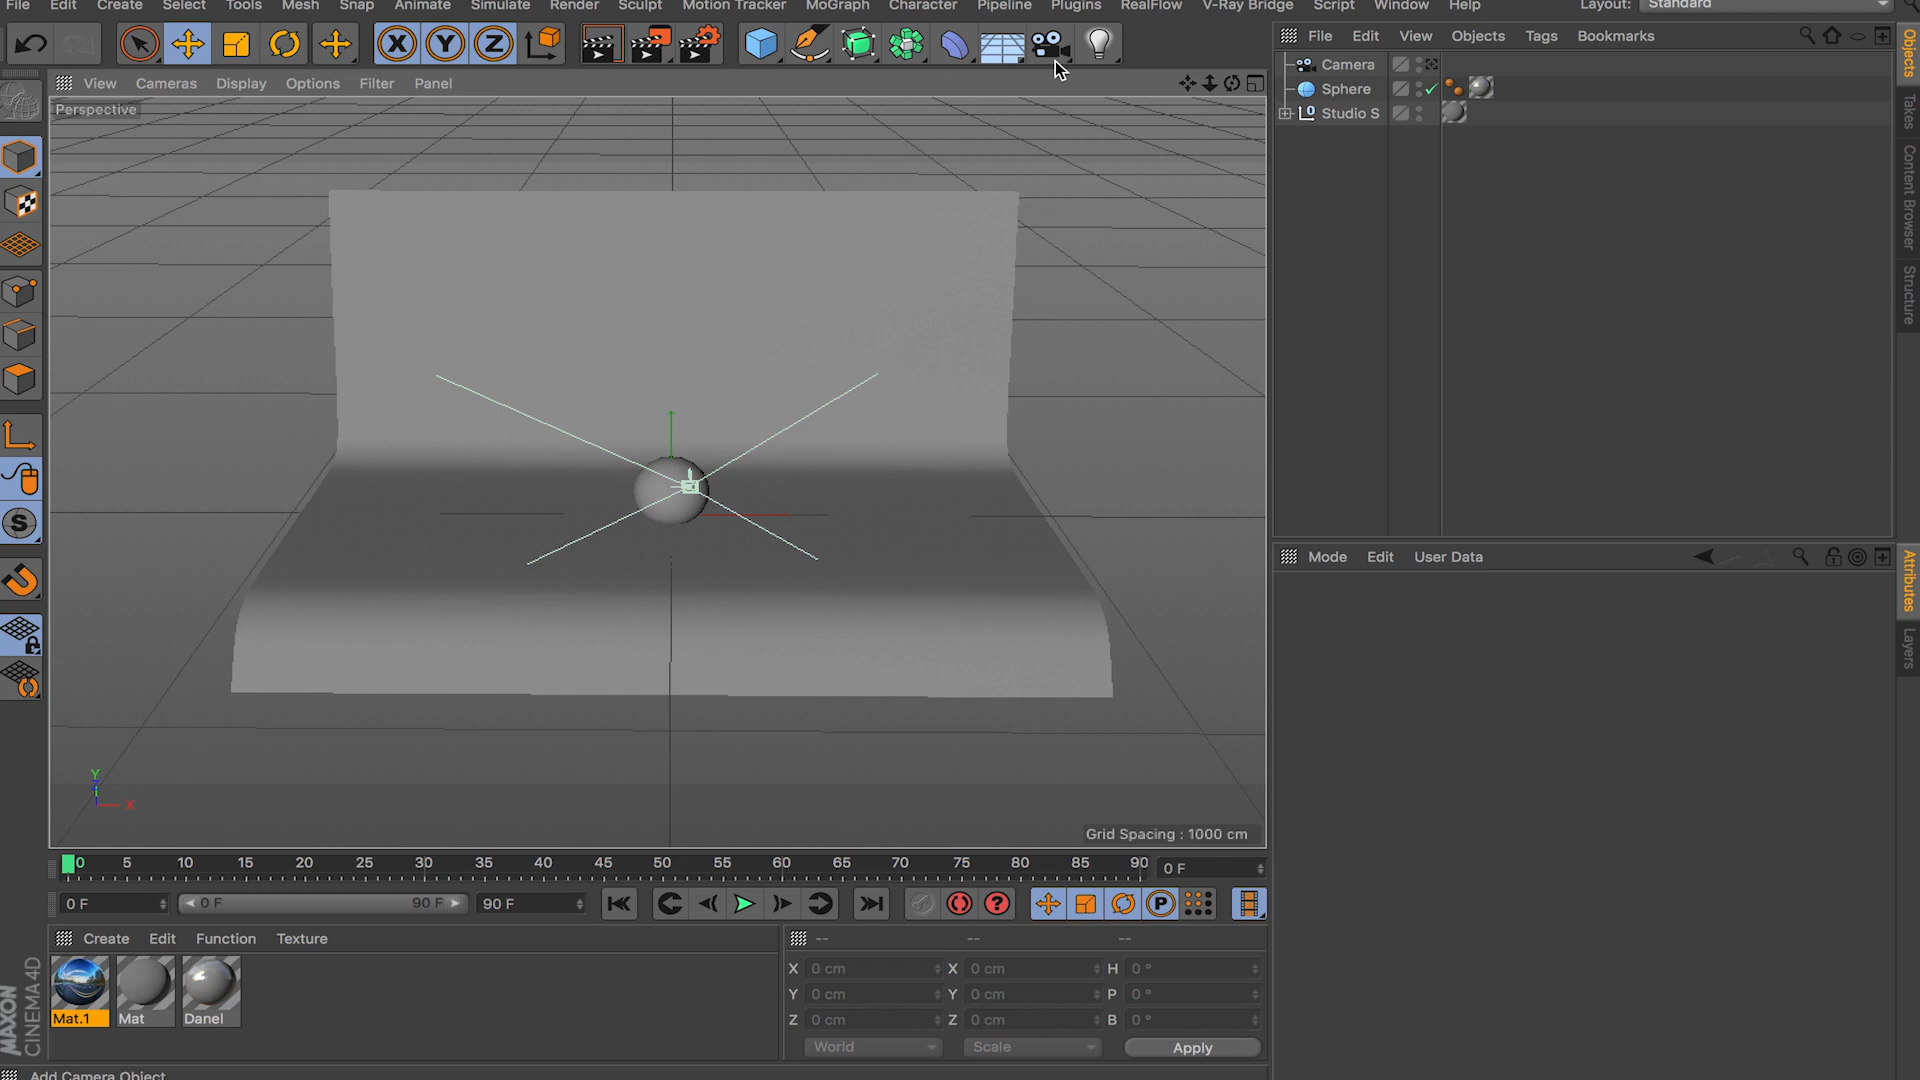 File Edit Create Select Tools Mesh Snap Animate Simulate Render Sculpt Motion Tracker MoGraph Character Pipeline Plugins RealFlow V-Ray Bridge Script Window Help Layout: Standard
X Y Z
File Edit View Objects Tags Bookmarks
View Cameras Display Options Filter Panel
Perspective
Camera
Sphere
0 Studio S
Objects
Takes
Content Browser
Structure
S
Mode Edit User Data
Attributes
Layers
Y
X
Grid Spacing : 1000 cm
0 5 10 15 20 25 30 35 40 45 50 55 60 65 70 75 80 85 90 0 F
0 F 0 F 90 F 90 F ? P
Create Edit Function Texture -- -- --
X 0 cm X 0 cm H 0 °
Y 0 cm Y 0 cm P 0 °
Z 0 cm Z 0 cm B 0 °
Mat.1 Mat Danel
World Scale Apply
MAXON
CINEMA 4D
Add Camera Object